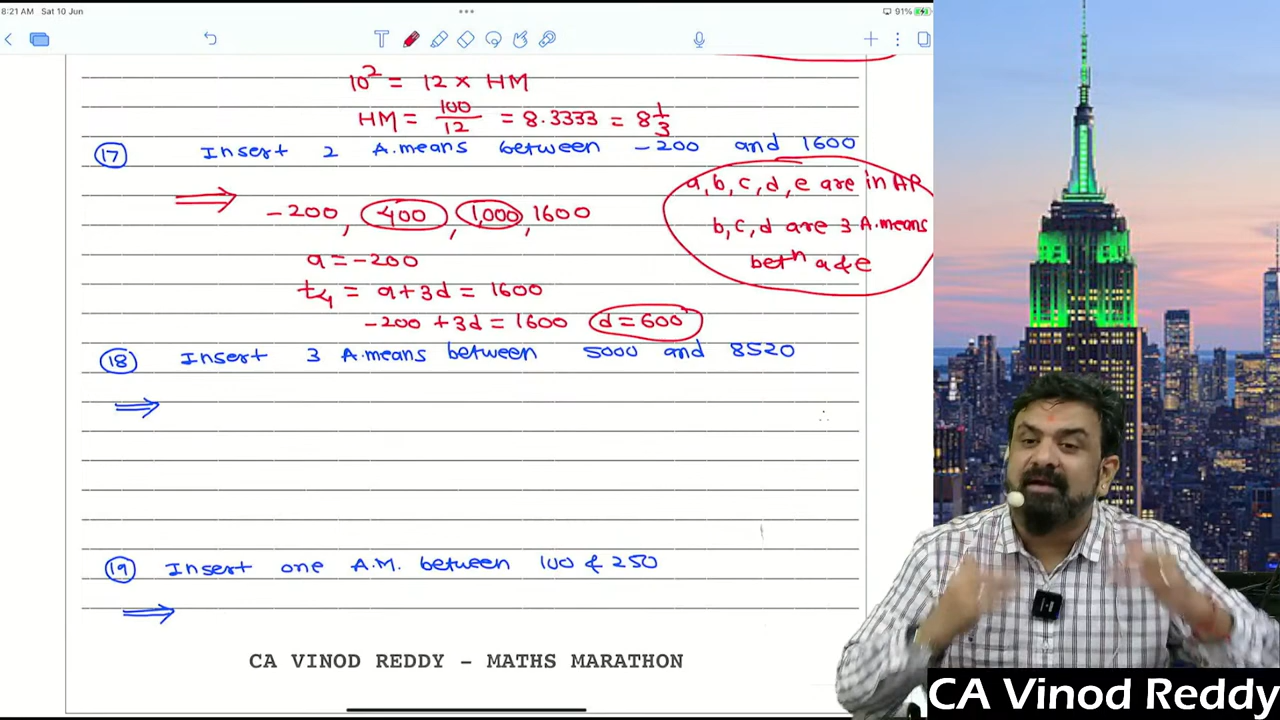 8:21 AM Sat 10 Jun
91%
10² = 12 × HM
HM = 100/12 = 8.3333 = 8 1/3
17 Insert 2 A.means between -200 and 1600
⇒ -200, 400, 1,000, 1600
a, b, c, d, e are in AP
b, c, d are 3 A.means
betⁿ a & e
a = -200
t₄ = a + 3d = 1600
-200 + 3d = 1600 d = 600
18 Insert 3 A.means between 5000 and 8520
⇒
19 Insert one A.M. between 100 & 250
⇒
CA VINOD REDDY - MATHS MARATHON
CA Vinod Reddy